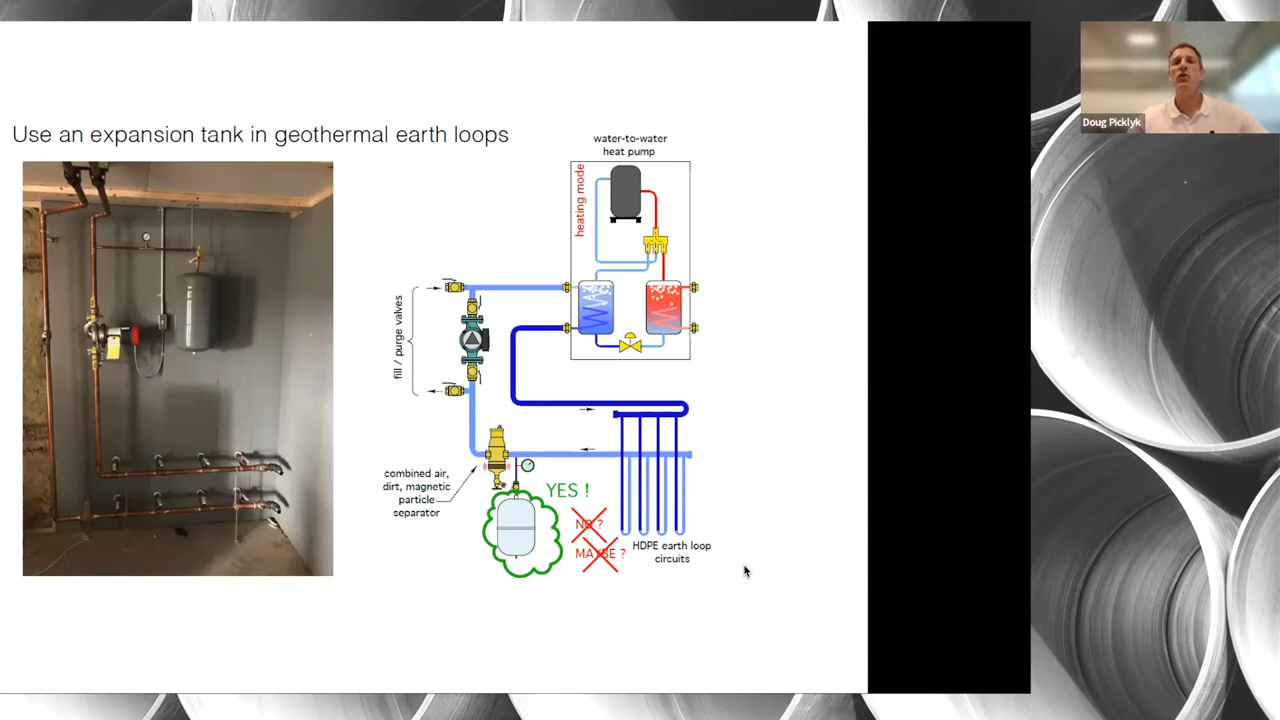 Use an expansion tank in geothermal earth loops
water-to-water
heat pump
heating mode
fill / purge valves
combined air,
dirt, magnetic
particle
separator
YES !
NO ?
MAYBE ?
HDPE earth loop
circuits
Doug Picklyk